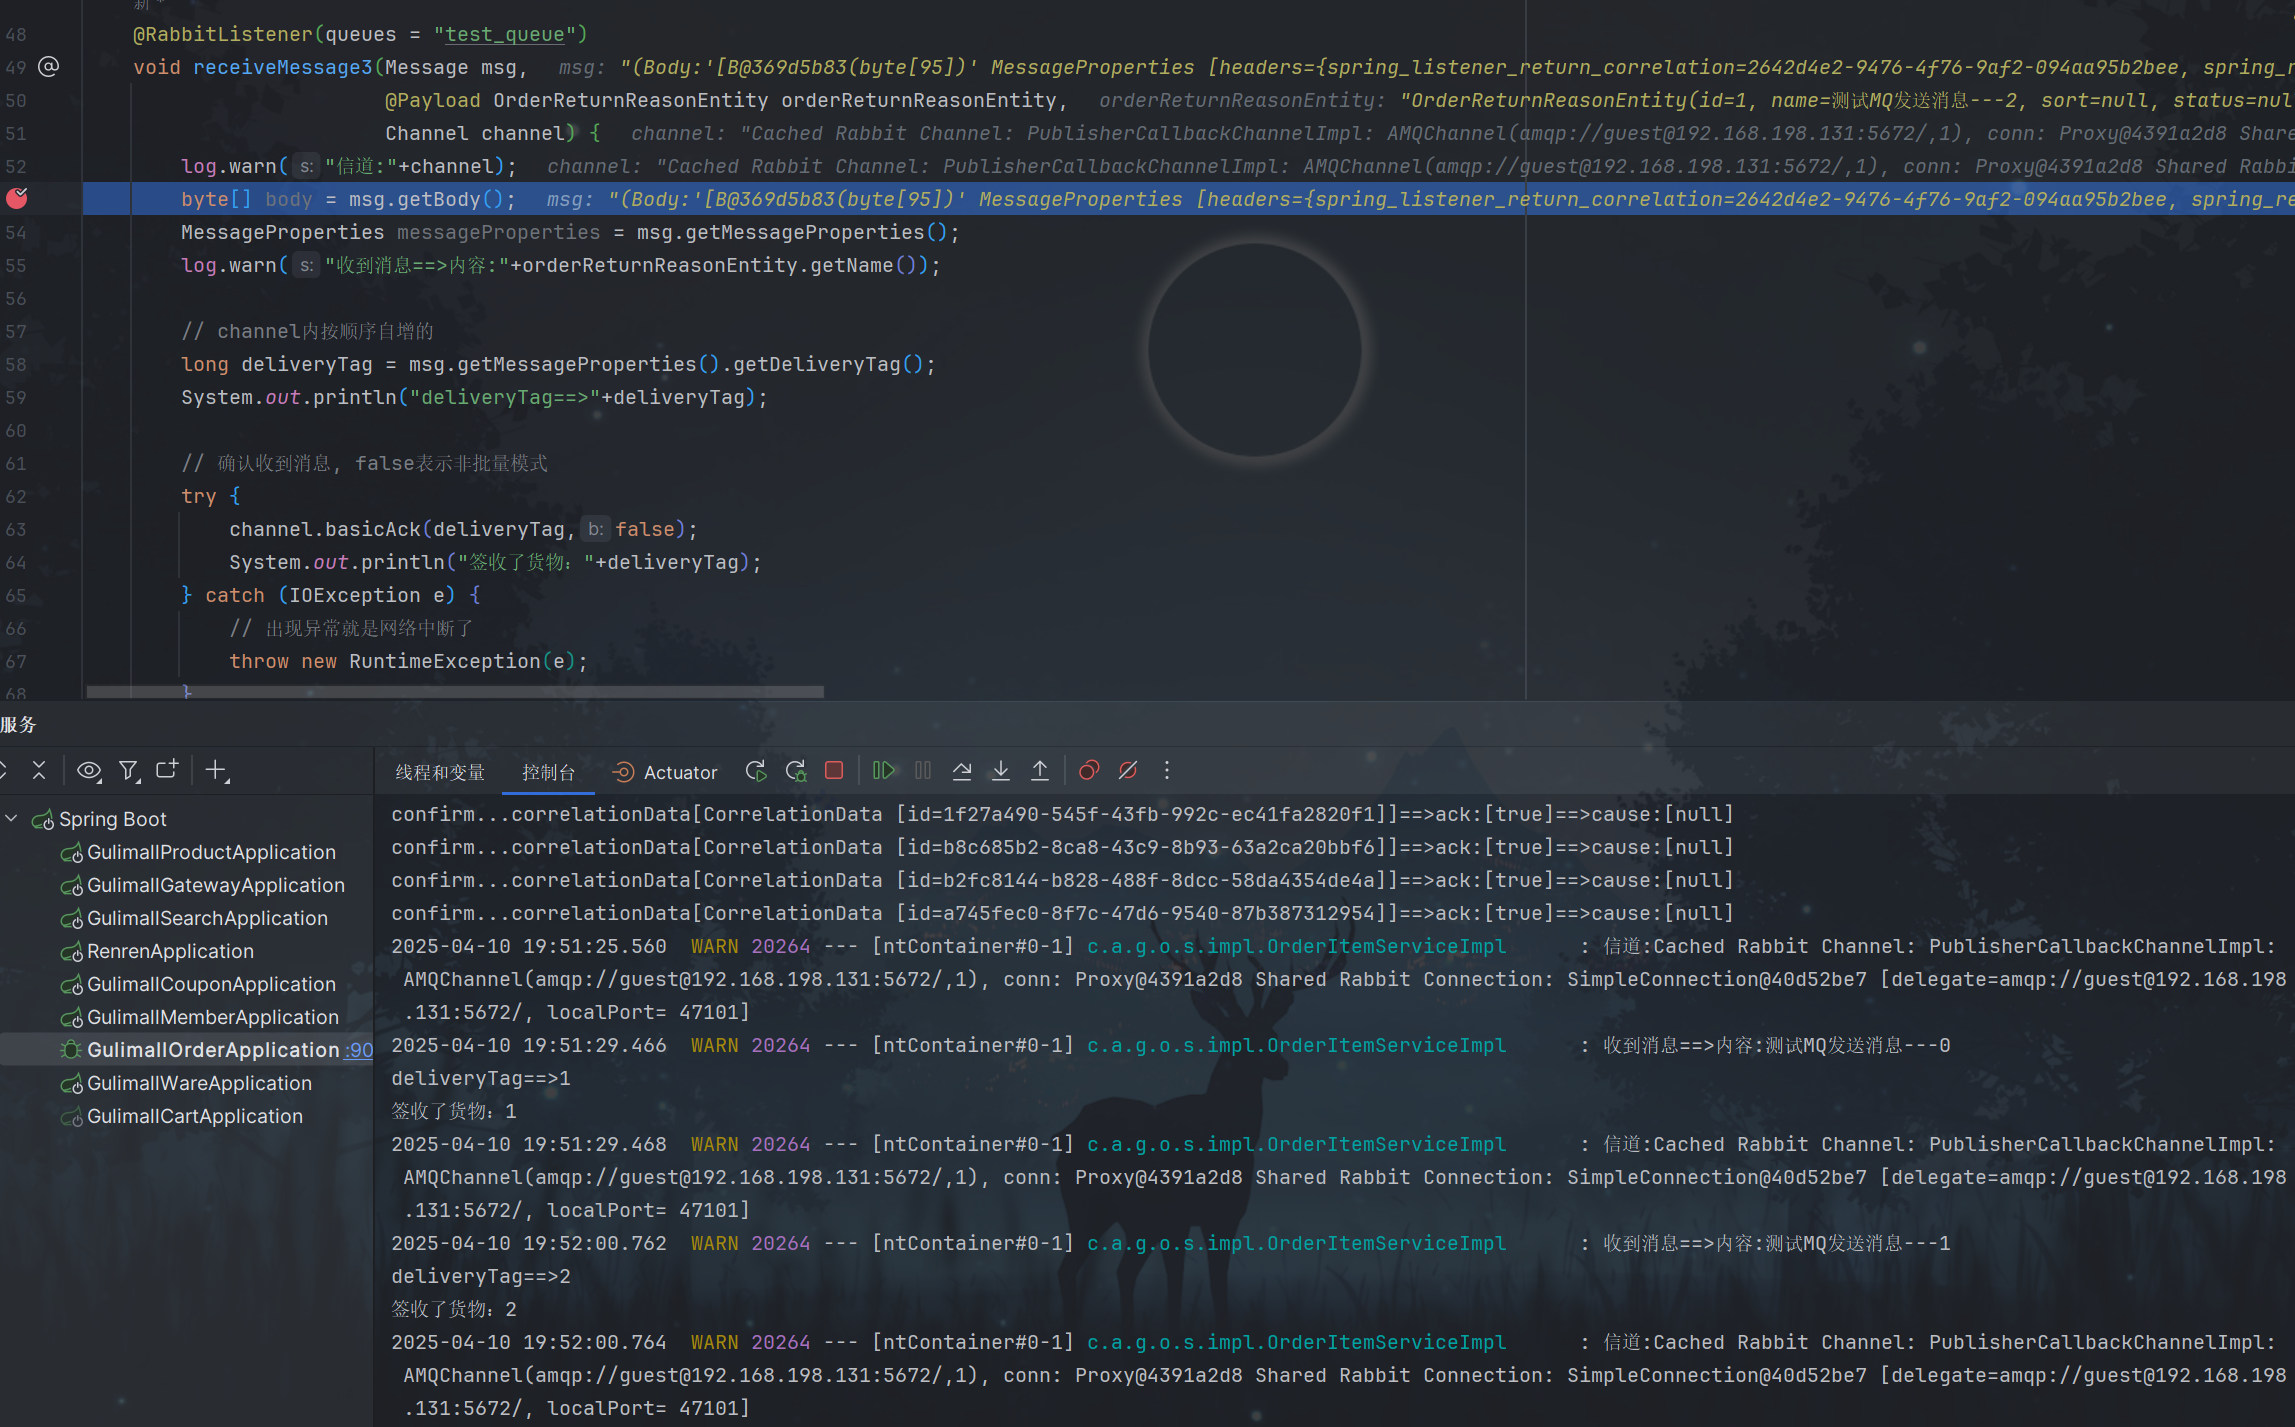 新 *
48 @RabbitListener(queues = "test_queue")
49 void receiveMessage3(Message msg, msg: "(Body:'[B@369d5b83(byte[95])' MessageProperties [headers={spring_listener_return_correlation=2642d4e2-9476-4f76-9af2-094aa95b2bee, spring_r
50 @Payload OrderReturnReasonEntity orderReturnReasonEntity, orderReturnReasonEntity: "OrderReturnReasonEntity(id=1, name=测试MQ发送消息---2, sort=null, status=nul
51 Channel channel) { channel: "Cached Rabbit Channel: PublisherCallbackChannelImpl: AMQChannel(amqp://guest@192.168.198.131:5672/,1), conn: Proxy@4391a2d8 Share
52 log.warn( s: "信道:"+channel); channel: "Cached Rabbit Channel: PublisherCallbackChannelImpl: AMQChannel(amqp://guest@192.168.198.131:5672/,1), conn: Proxy@4391a2d8 Shared Rabbi
byte[] body = msg.getBody(); msg: "(Body:'[B@369d5b83(byte[95])' MessageProperties [headers={spring_listener_return_correlation=2642d4e2-9476-4f76-9af2-094aa95b2bee, spring_re
54 MessageProperties messageProperties = msg.getMessageProperties();
55 log.warn( s: "收到消息==>内容:"+orderReturnReasonEntity.getName());
56
57 // channel内按顺序自增的
58 long deliveryTag = msg.getMessageProperties().getDeliveryTag();
59 System.out.println("deliveryTag==>"+deliveryTag);
60
61 // 确认收到消息, false表示非批量模式
62 try {
63 channel.basicAck(deliveryTag, b: false);
64 System.out.println("签收了货物: "+deliveryTag);
65 } catch (IOException e) {
66 // 出现异常就是网络中断了
67 throw new RuntimeException(e);
68 }
服务
线程和变量 控制台 Actuator
Spring Boot
GulimallProductApplication
GulimallGatewayApplication
GulimallSearchApplication
RenrenApplication
GulimallCouponApplication
GulimallMemberApplication
GulimallOrderApplication :90
GulimallWareApplication
GulimallCartApplication
confirm...correlationData[CorrelationData [id=1f27a490-545f-43fb-992c-ec41fa2820f1]]==>ack:[true]==>cause:[null]
confirm...correlationData[CorrelationData [id=b8c685b2-8ca8-43c9-8b93-63a2ca20bbf6]]==>ack:[true]==>cause:[null]
confirm...correlationData[CorrelationData [id=b2fc8144-b828-488f-8dcc-58da4354de4a]]==>ack:[true]==>cause:[null]
confirm...correlationData[CorrelationData [id=a745fec0-8f7c-47d6-9540-87b387312954]]==>ack:[true]==>cause:[null]
2025-04-10 19:51:25.560 WARN 20264 --- [ntContainer#0-1] c.a.g.o.s.impl.OrderItemServiceImpl : 信道:Cached Rabbit Channel: PublisherCallbackChannelImpl:
AMQChannel(amqp://guest@192.168.198.131:5672/,1), conn: Proxy@4391a2d8 Shared Rabbit Connection: SimpleConnection@40d52be7 [delegate=amqp://guest@192.168.198
.131:5672/, localPort= 47101]
2025-04-10 19:51:29.466 WARN 20264 --- [ntContainer#0-1] c.a.g.o.s.impl.OrderItemServiceImpl : 收到消息==>内容:测试MQ发送消息---0
deliveryTag==>1
签收了货物: 1
2025-04-10 19:51:29.468 WARN 20264 --- [ntContainer#0-1] c.a.g.o.s.impl.OrderItemServiceImpl : 信道:Cached Rabbit Channel: PublisherCallbackChannelImpl:
AMQChannel(amqp://guest@192.168.198.131:5672/,1), conn: Proxy@4391a2d8 Shared Rabbit Connection: SimpleConnection@40d52be7 [delegate=amqp://guest@192.168.198
.131:5672/, localPort= 47101]
2025-04-10 19:52:00.762 WARN 20264 --- [ntContainer#0-1] c.a.g.o.s.impl.OrderItemServiceImpl : 收到消息==>内容:测试MQ发送消息---1
deliveryTag==>2
签收了货物: 2
2025-04-10 19:52:00.764 WARN 20264 --- [ntContainer#0-1] c.a.g.o.s.impl.OrderItemServiceImpl : 信道:Cached Rabbit Channel: PublisherCallbackChannelImpl:
AMQChannel(amqp://guest@192.168.198.131:5672/,1), conn: Proxy@4391a2d8 Shared Rabbit Connection: SimpleConnection@40d52be7 [delegate=amqp://guest@192.168.198
.131:5672/, localPort= 47101]